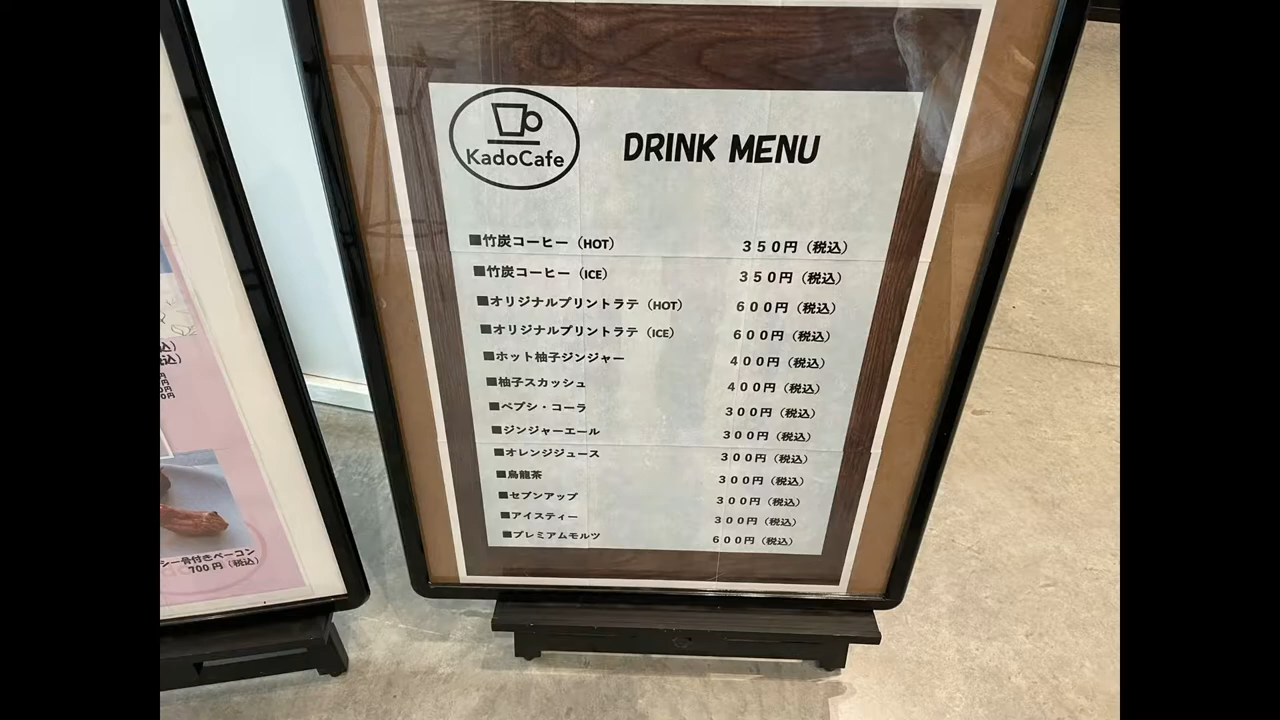 KadoCafe
DRINK MENU
■竹炭コーヒー（HOT） ３５０円（税込）
■竹炭コーヒー（ICE） ３５０円（税込）
■オリジナルプリントラテ（HOT） ６００円（税込）
■オリジナルプリントラテ（ICE） ６００円（税込）
■ホット柚子ジンジャー ４００円（税込）
■柚子スカッシュ ４００円（税込）
■ペプシ・コーラ ３００円（税込）
■ジンジャーエール ３００円（税込）
■オレンジジュース ３００円（税込）
■烏龍茶 ３００円（税込）
■セブンアップ ３００円（税込）
■アイスティー ３００円（税込）
■プレミアムモルツ ６００円（税込）
シー骨付きベーコン
700円（税込）